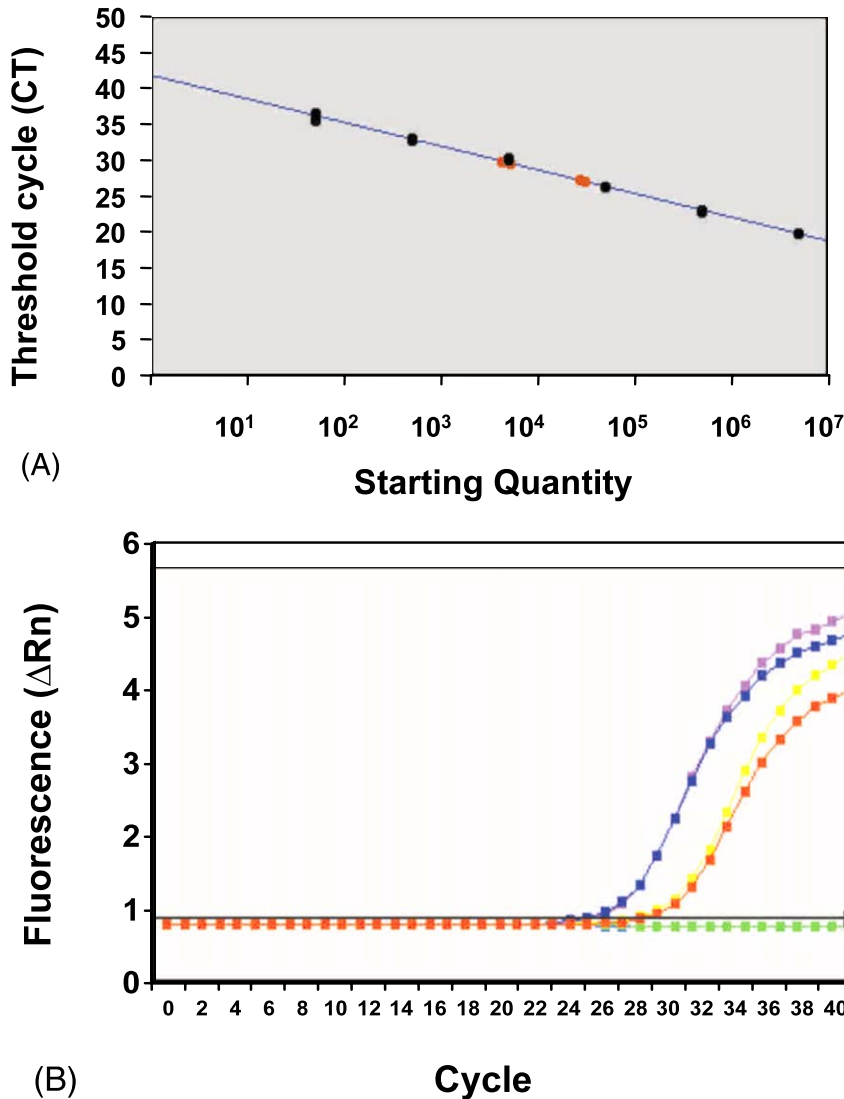 Threshold cycle (CT)
50
45
40
35
30
25
20
15
10
5
0
10¹ 10² 10³ 10⁴ 10⁵ 10⁶ 10⁷
(A)
Starting Quantity
Fluorescence (ΔRn)
6
5
4
3
2
1
0
0 2 4 6 8 10 12 14 16 18 20 22 24 26 28 30 32 34 36 38 40
(B)
Cycle